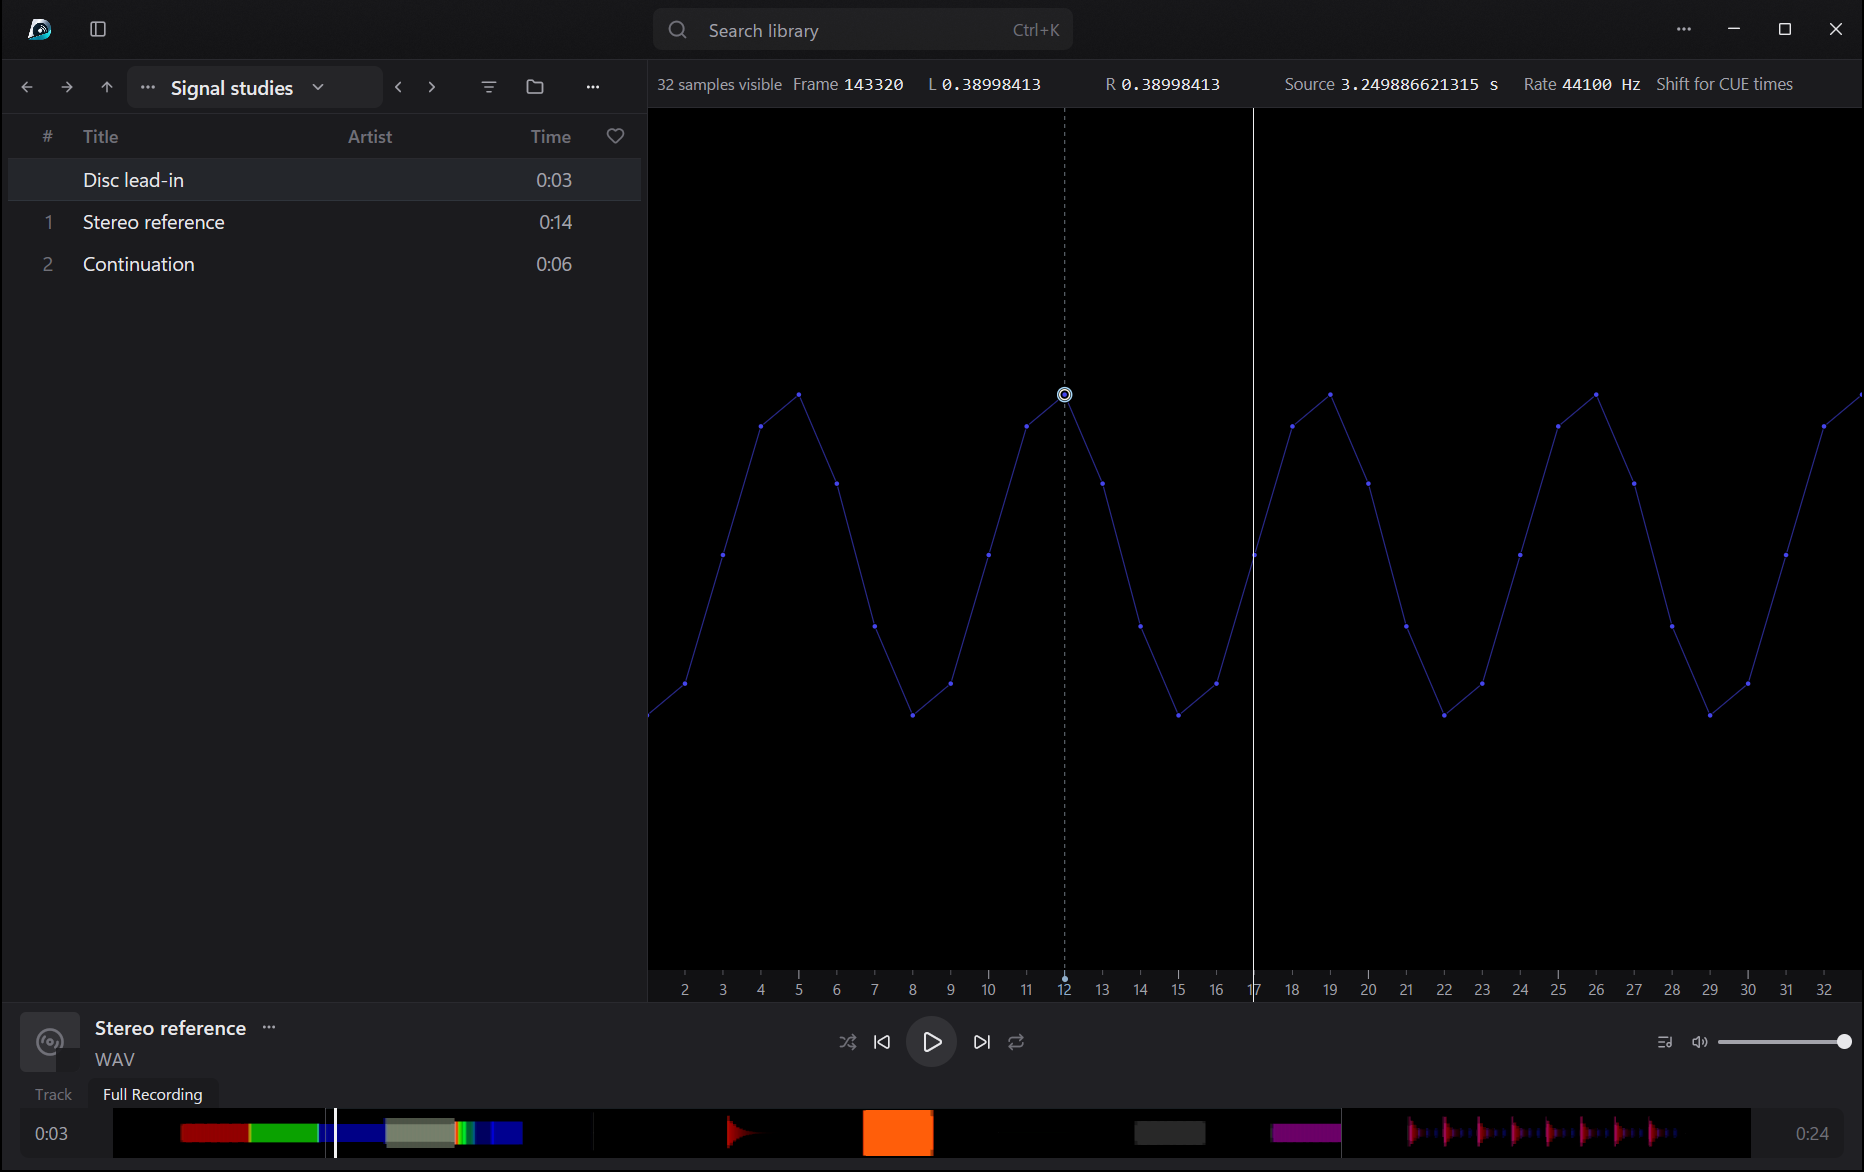 Search library Ctrl+K
Signal studies
32 samples visible Frame 143320 L 0.38998413 R 0.38998413 Source 3.249886621315 s Rate 44100 Hz Shift for CUE times
# Title Artist Time
Disc lead-in 0:03
1 Stereo reference 0:14
2 Continuation 0:06
2 3 4 5 6 7 8 9 10 11 12 13 14 15 16 17 18 19 20 21 22 23 24 25 26 27 28 29 30 31 32
Stereo reference
WAV
Track Full Recording
0:03 0:24